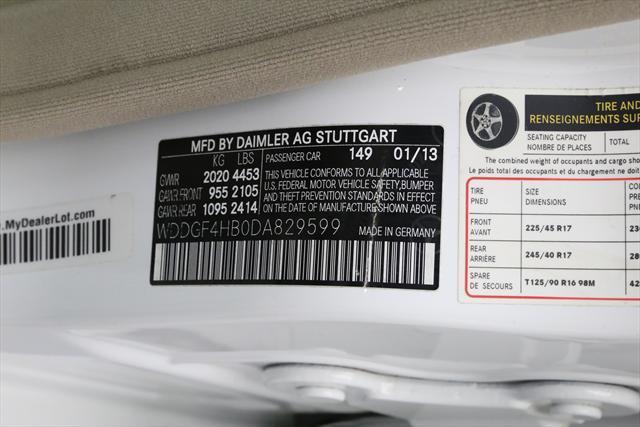 MFD BY DAIMLER AG STUTTGART
KG LBS PASSENGER CAR 149 01/13
GVWR 2020 4453
GAWR FRONT 955 2105
GAWR REAR 1095 2414
THIS VEHICLE CONFORMS TO ALL APPLICABLE
U.S. FEDERAL MOTOR VEHICLE SAFETY,BUMPER
AND THEFT PREVENTION STANDARDS IN EFFECT
ON THE DATE OF MANUFACTURE SHOWN ABOVE.
WDDGF4HB0DA829599
MADE IN GERMANY
.MyDealerLot.com
TIRE AND
RENSEIGNEMENTS SU
SEATING CAPACITY
NOMBRE DE PLACES
TOTAL
The combined weight of occupants and cargo sho
Le poids total des occupants et du chargement doit
TIRE
PNEU
SIZE
DIMENSIONS
FRONT
AVANT
225/45 R17
REAR
ARRIÈRE
245/40 R17
SPARE
DE SECOURS
T125/90 R16 98M